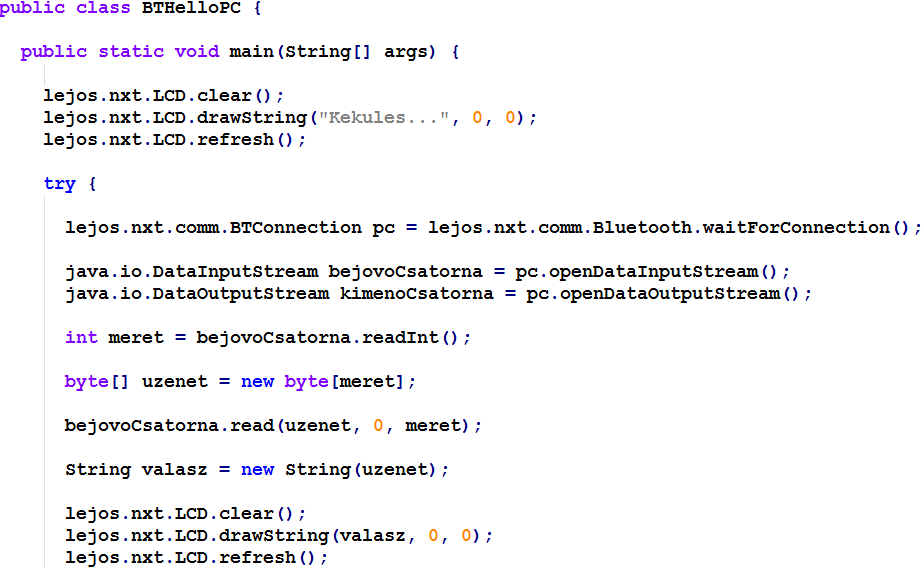 public class BTHelloPC {
public static void main(String[] args) {
lejos.nxt.LCD.clear();
lejos.nxt.LCD.drawString("Kekules...", 0, 0);
lejos.nxt.LCD.refresh();
try {
lejos.nxt.comm.BTConnection pc = lejos.nxt.comm.Bluetooth.waitForConnection();
java.io.DataInputStream bejovoCsatorna = pc.openDataInputStream();
java.io.DataOutputStream kimenoCsatorna = pc.openDataOutputStream();
int meret = bejovoCsatorna.readInt();
byte[] uzenet = new byte[meret];
bejovoCsatorna.read(uzenet, 0, meret);
String valasz = new String(uzenet);
lejos.nxt.LCD.clear();
lejos.nxt.LCD.drawString(valasz, 0, 0);
lejos.nxt.LCD.refresh();